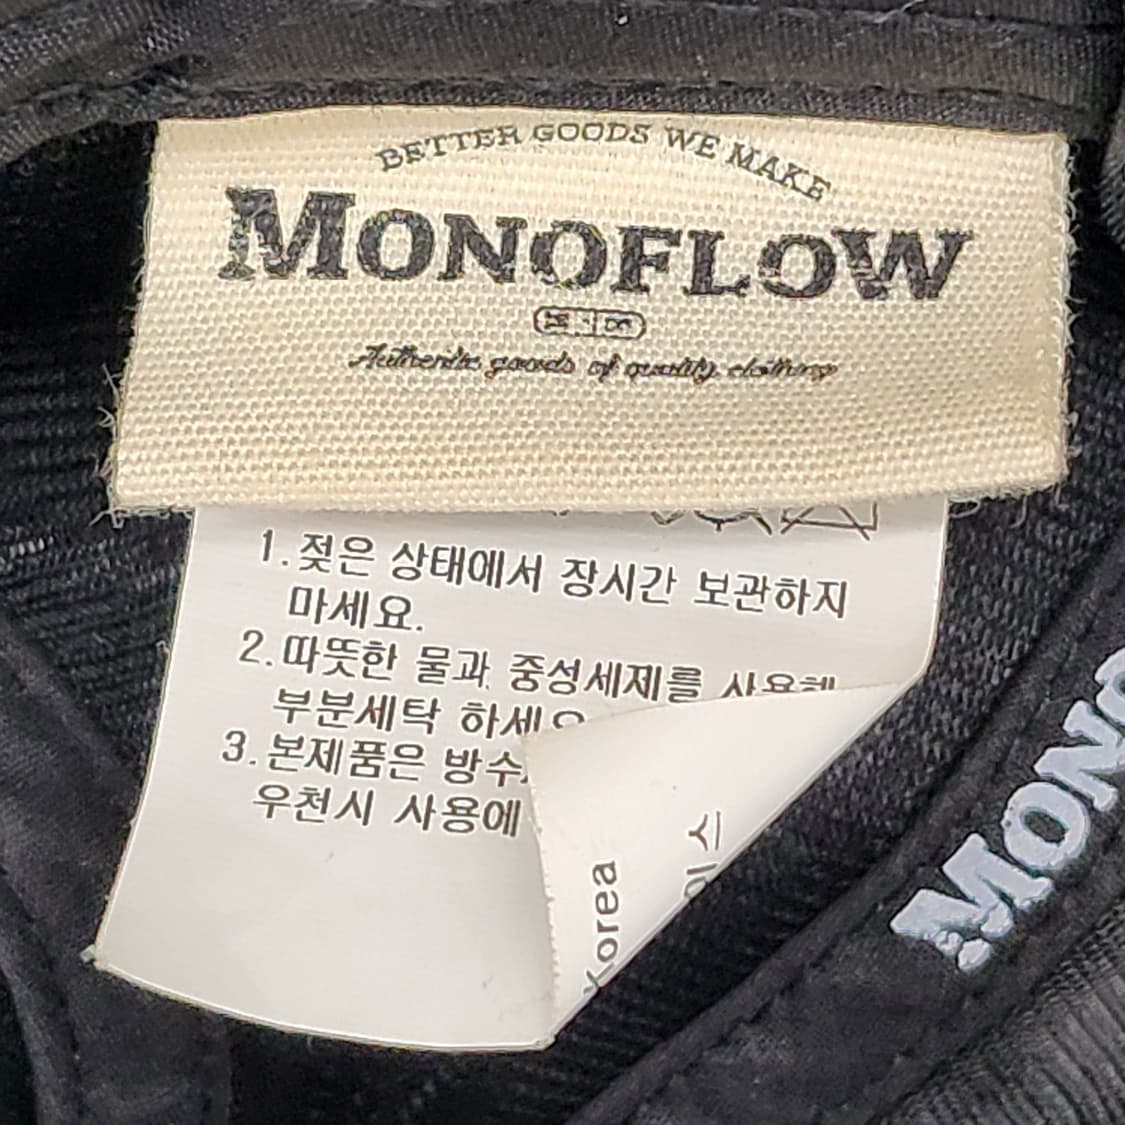 BETTER GOODS WE MAKE
MONOFLOW
Authentic goods of quality clothing
1.젖은 상태에서 장시간 보관하지
마세요.
2.따뜻한 물과 중성세제를 사용해
부분세탁 하세요
3.본제품은 방수
우천시 사용에
Korea
이스
MONO